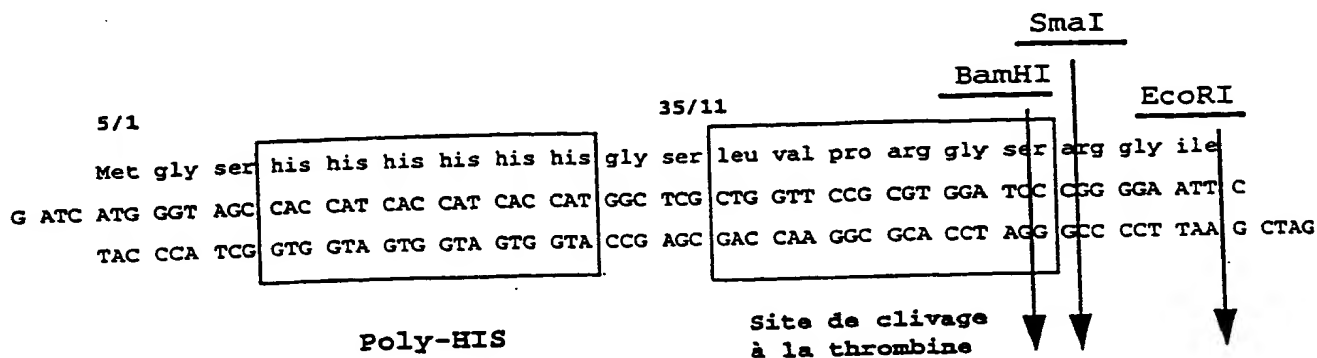 SmaI
BamHI
EcoRI
5/1
35/11
Met gly ser his his his his his his gly ser leu val pro arg gly ser arg gly ile
G ATC ATG GGT AGC CAC CAT CAC CAT CAC CAT GGC TCG CTG GTT CCG CGT GGA TCC CGG GGA ATT C
TAC CCA TCG GTG GTA GTG GTA GTG GTA CCG AGC GAC CAA GGC GCA CCT AGG GCC CCT TAA G CTAG
Poly-HIS
Site de clivage
à la thrombine